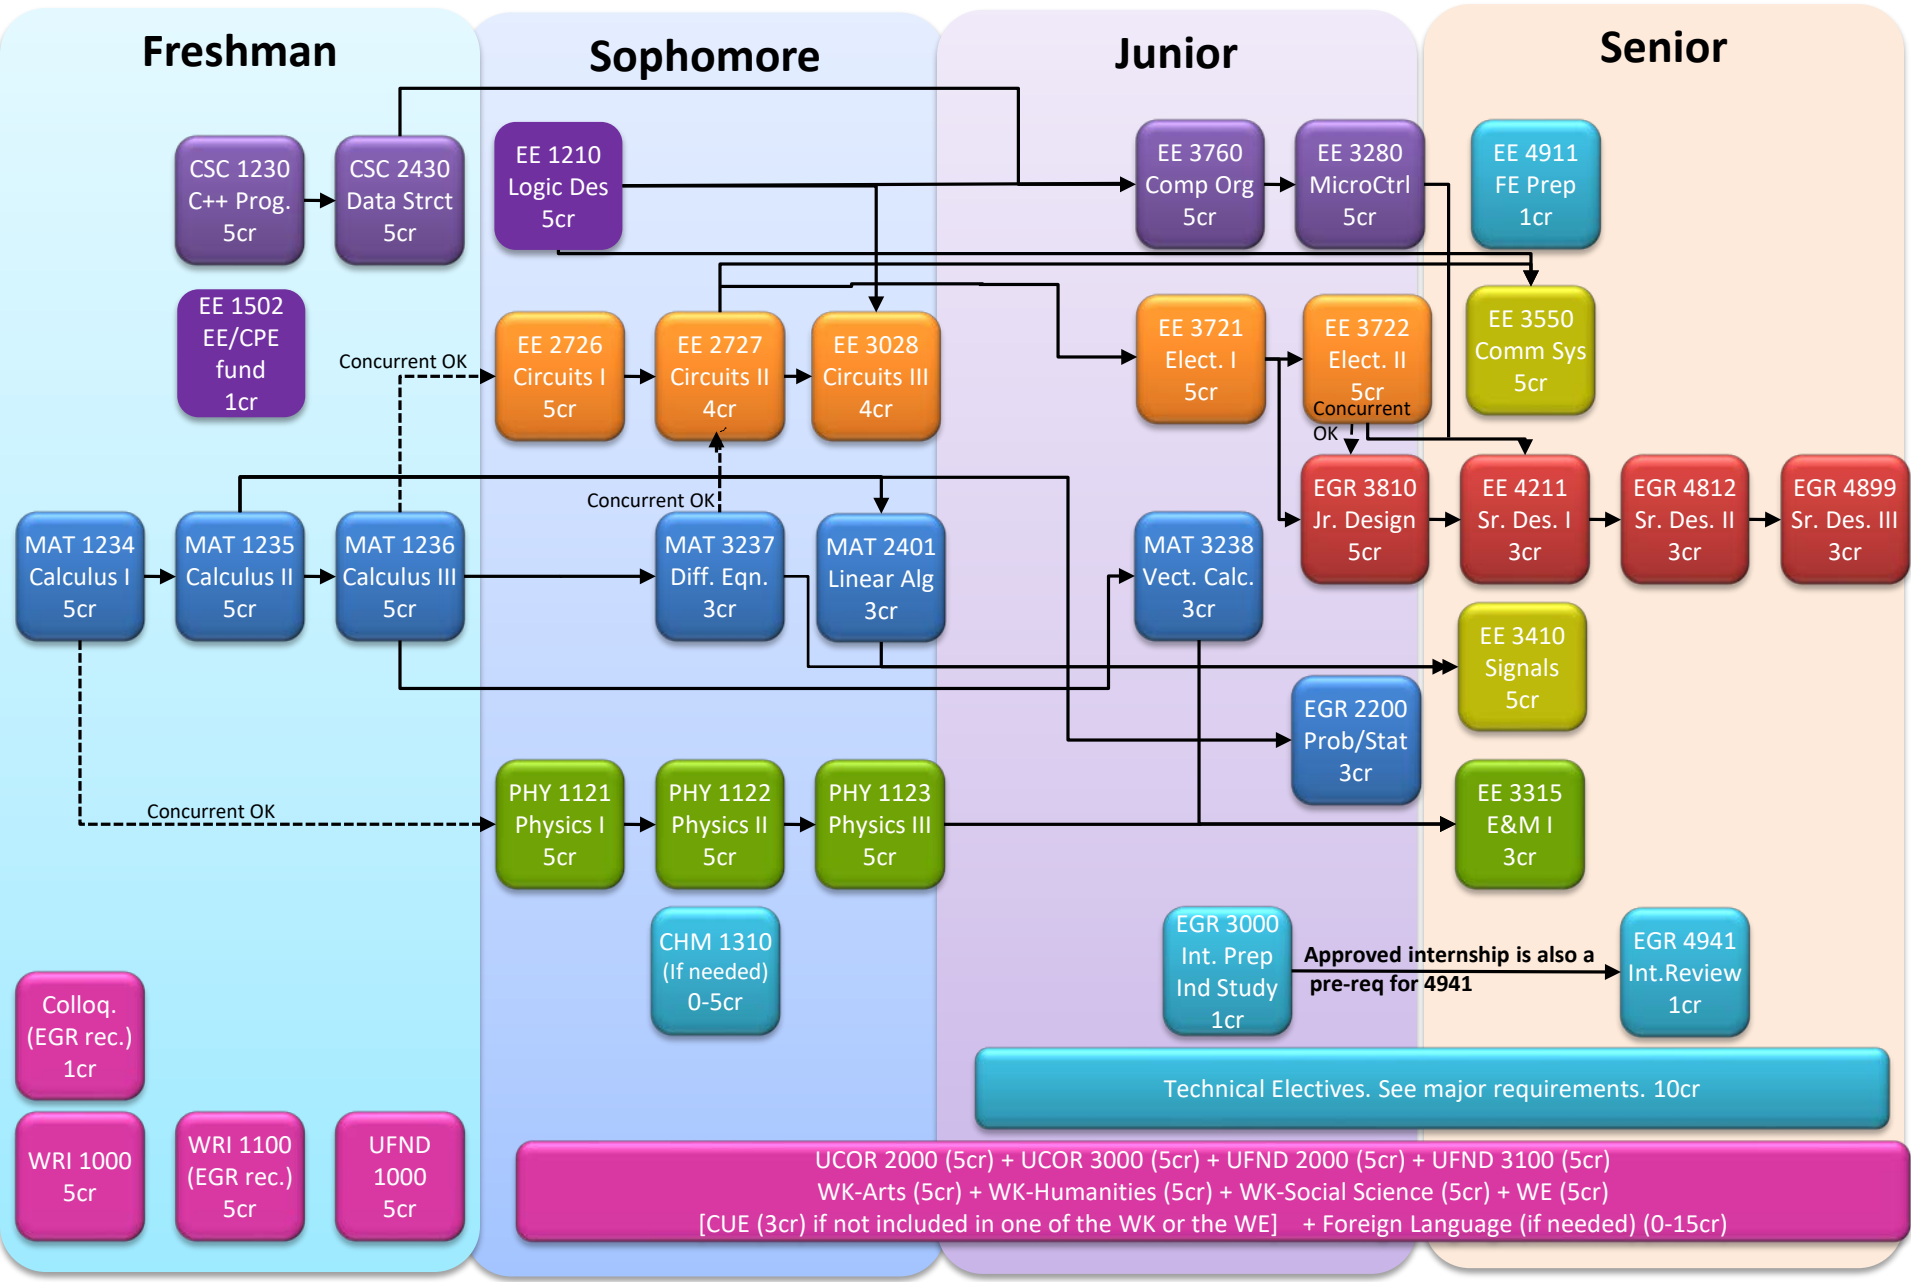 Freshman
Sophomore
Junior
Senior
CSC 1230
C++ Prog.
5cr
CSC 2430
Data Strct
5cr
EE 1210
Logic Des
5cr
EE 3760
Comp Org
5cr
EE 3280
MicroCtrl
5cr
EE 4911
FE Prep
1cr
EE 1502
EE/CPE
fund
1cr
Concurrent OK
EE 2726
Circuits I
5cr
EE 2727
Circuits II
4cr
EE 3028
Circuits III
4cr
EE 3721
Elect. I
5cr
EE 3722
Elect. II
5cr
Concurrent
OK
EE 3550
Comm Sys
5cr
Concurrent OK
EGR 3810
Jr. Design
5cr
EE 4211
Sr. Des. I
3cr
EGR 4812
Sr. Des. II
3cr
EGR 4899
Sr. Des. III
3cr
MAT 1234
Calculus I
5cr
MAT 1235
Calculus II
5cr
MAT 1236
Calculus III
5cr
MAT 3237
Diff. Eqn.
3cr
MAT 2401
Linear Alg
3cr
MAT 3238
Vect. Calc.
3cr
EE 3410
Signals
5cr
EGR 2200
Prob/Stat
3cr
Concurrent OK
PHY 1121
Physics I
5cr
PHY 1122
Physics II
5cr
PHY 1123
Physics III
5cr
EE 3315
E&M I
3cr
CHM 1310
(If needed)
0-5cr
EGR 3000
Int. Prep
Ind Study
1cr
Approved internship is also a
pre-req for 4941
EGR 4941
Int.Review
1cr
Colloq.
(EGR rec.)
1cr
Technical Electives. See major requirements. 10cr
WRI 1000
5cr
WRI 1100
(EGR rec.)
5cr
UFND
1000
5cr
UCOR 2000 (5cr) + UCOR 3000 (5cr) + UFND 2000 (5cr) + UFND 3100 (5cr)
WK-Arts (5cr) + WK-Humanities (5cr) + WK-Social Science (5cr) + WE (5cr)
[CUE (3cr) if not included in one of the WK or the WE] + Foreign Language (if needed) (0-15cr)